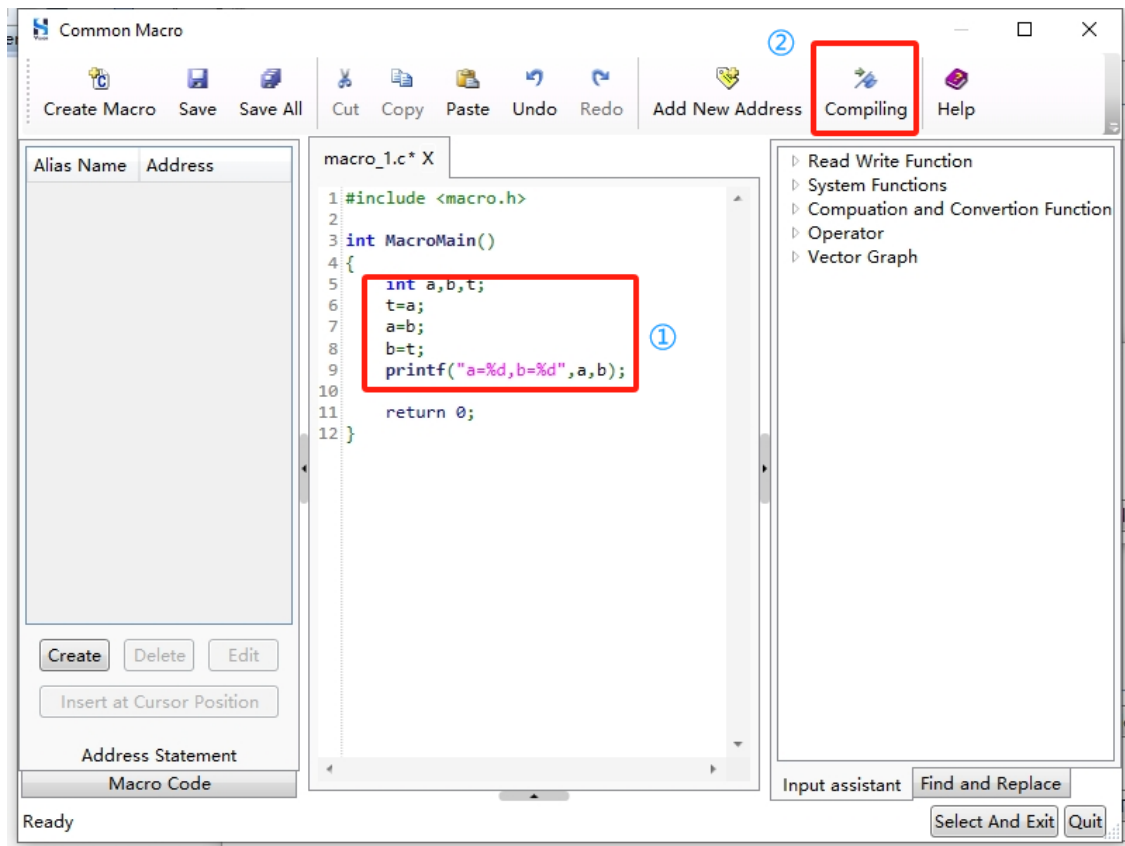 Common Macro
②
Create Macro Save Save All Cut Copy Paste Undo Redo Add New Address Compiling Help
Alias Name Address
macro_1.c* X
1 #include <macro.h>
2
3 int MacroMain()
4 {
5 int a,b,t;
6 t=a;
7 a=b;
8 b=t;
9 printf("a=%d,b=%d",a,b);
10
11 return 0;
12 }
①
Read Write Function
System Functions
Compuation and Convertion Function
Operator
Vector Graph
Create Delete Edit
Insert at Cursor Position
Address Statement
Macro Code
Input assistant Find and Replace
Ready
Select And Exit Quit